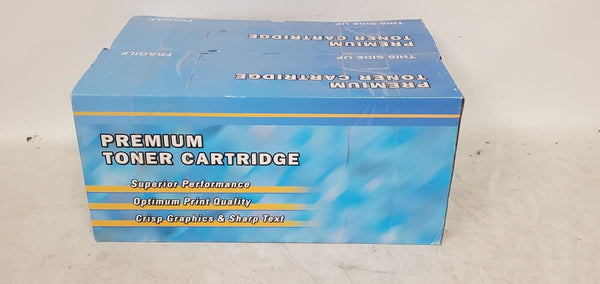 FRAGILE
THIS SIDE UP
PREMIUM
TONER CARTRIDGE
FRAGILE
THIS SIDE UP
PREMIUM
TONER CARTRIDGE
PREMIUM
TONER CARTRIDGE
Superior Performance
Optimum Print Quality
Crisp Graphics & Sharp Text